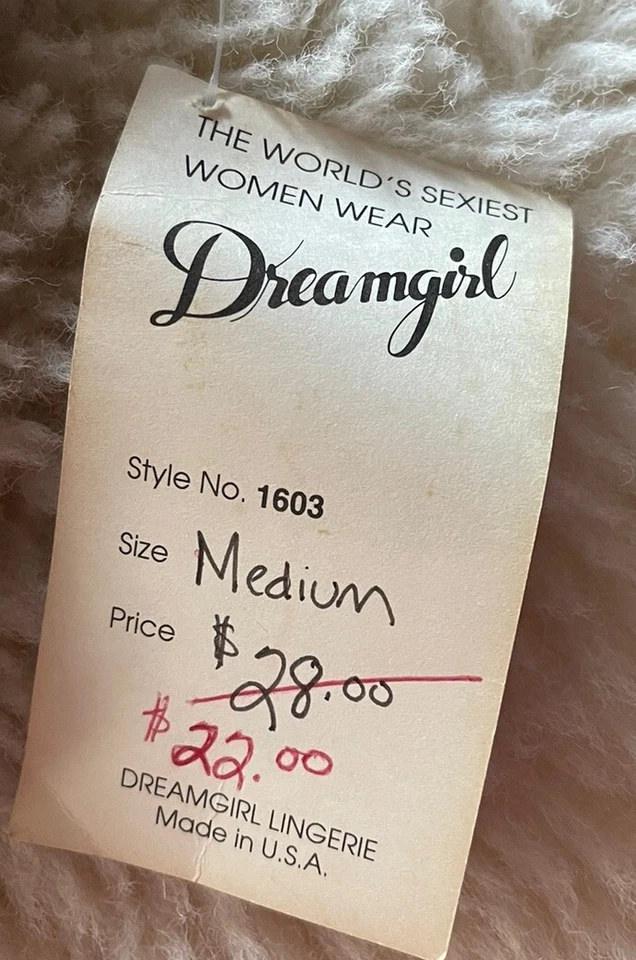 THE WORLD'S SEXIEST
WOMEN WEAR
Dreamgirl
Style No. 1603
Size Medium
Price $28.00
$22.00
DREAMGIRL LINGERIE
Made in U.S.A.